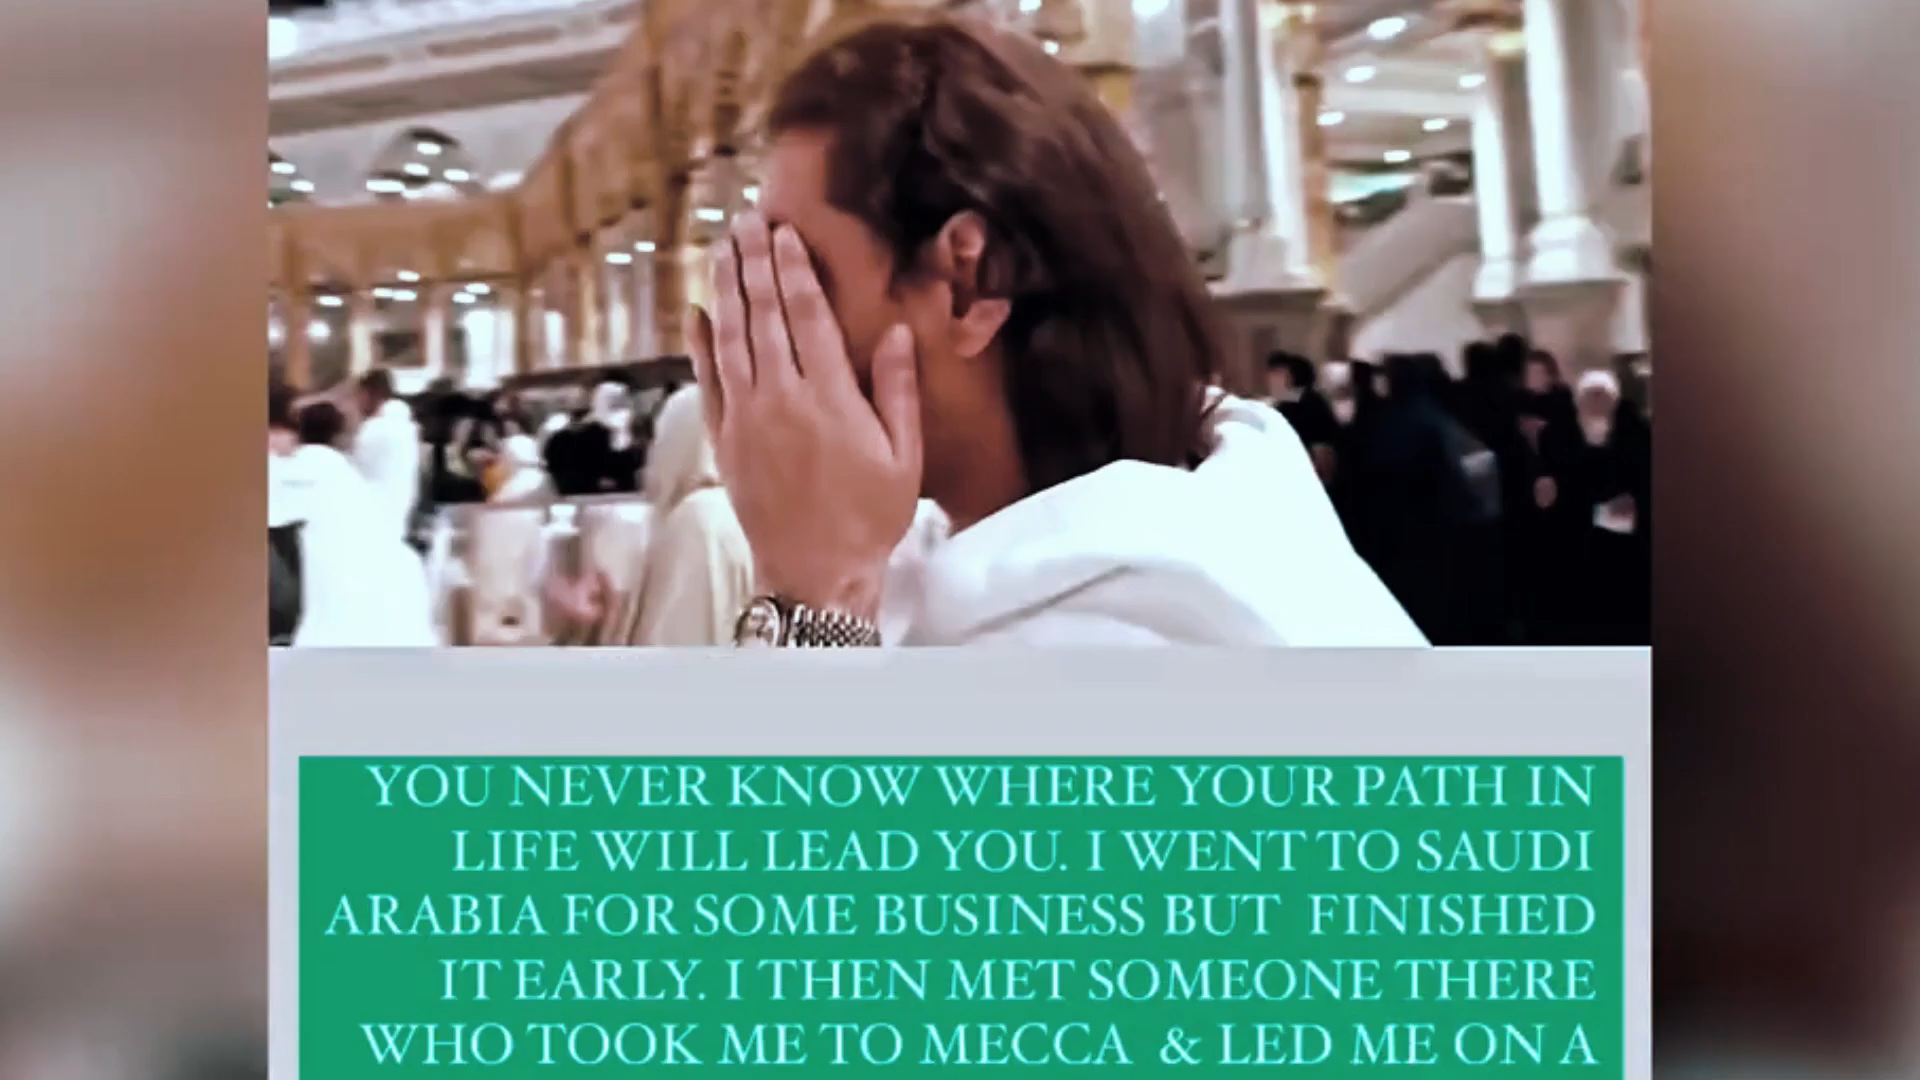 YOU NEVER KNOW WHERE YOUR PATH IN
LIFE WILL LEAD YOU. I WENT TO SAUDI
ARABIA FOR SOME BUSINESS BUT FINISHED
IT EARLY. I THEN MET SOMEONE THERE
WHO TOOK ME TO MECCA & LED ME ON A